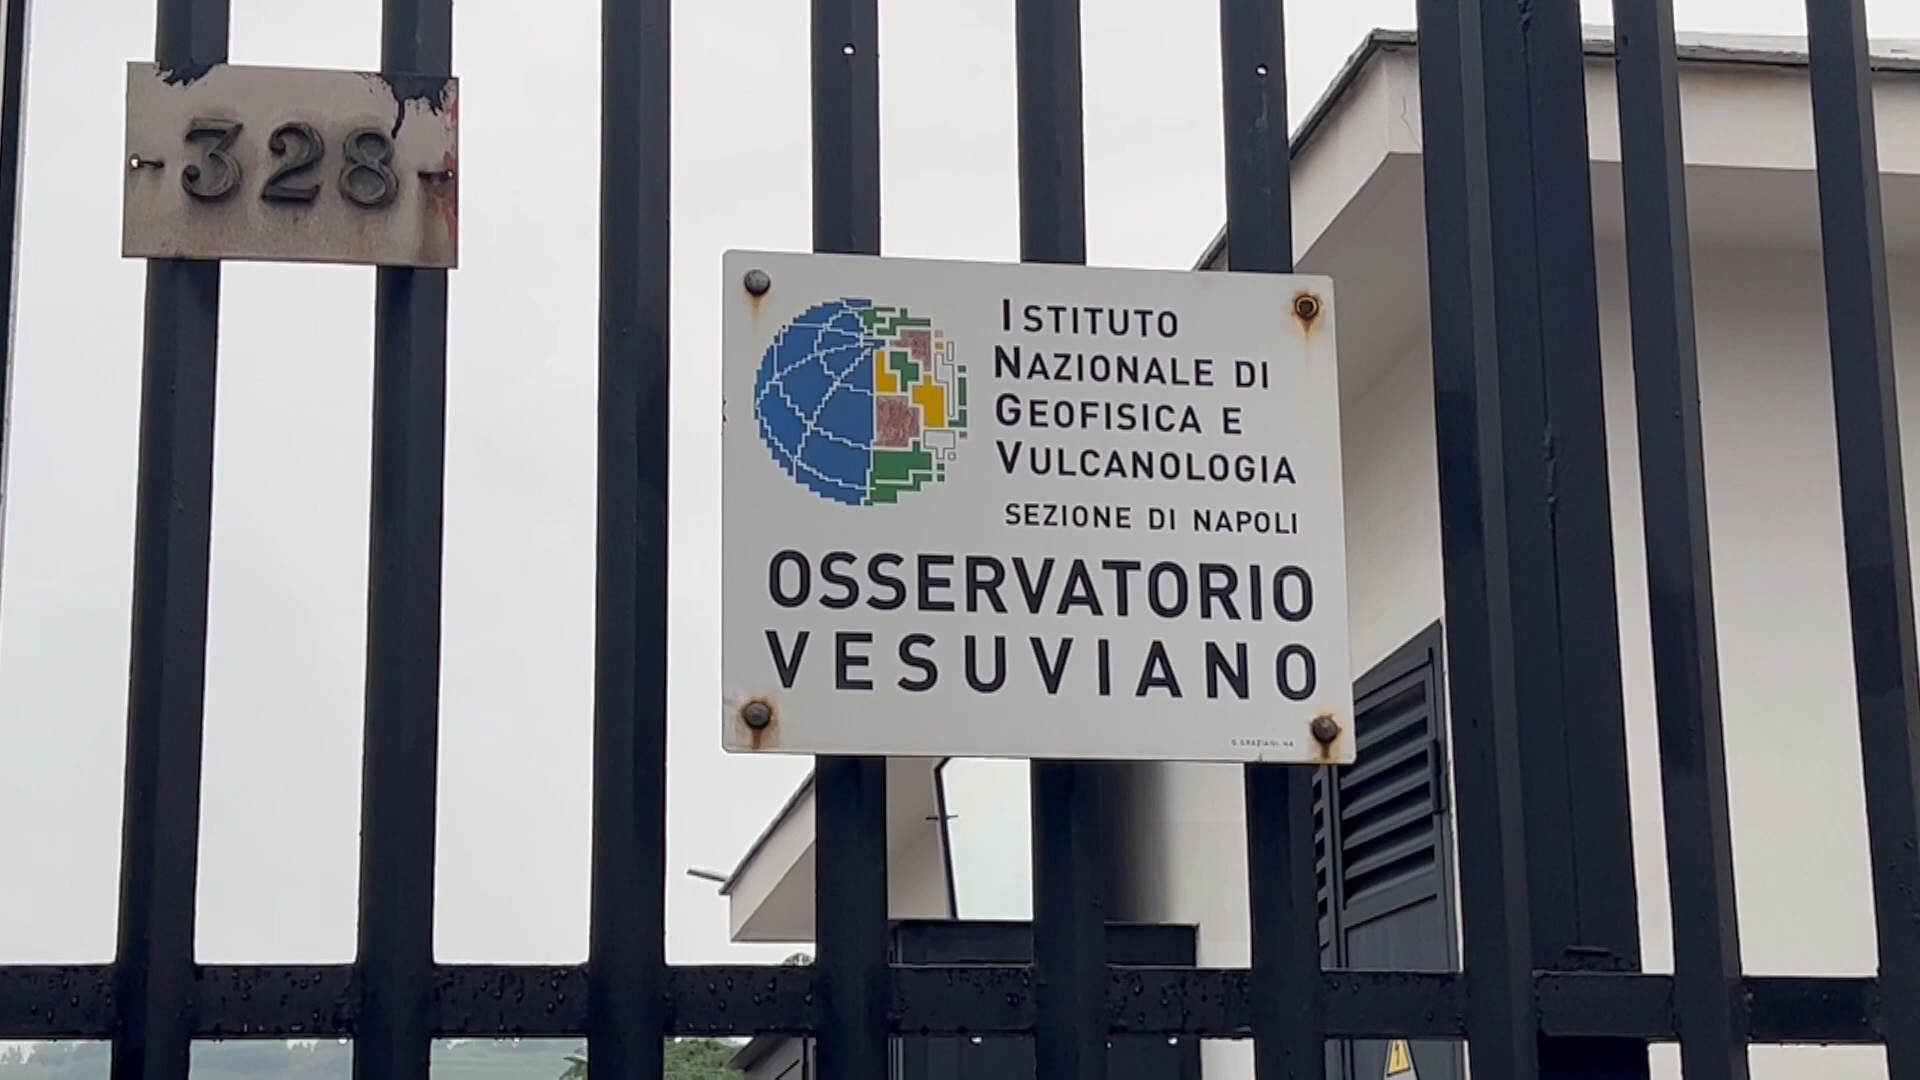 328
ISTITUTO
NAZIONALE DI
GEOFISICA E
VULCANOLOGIA
SEZIONE DI NAPOLI
OSSERVATORIO
VESUVIANO